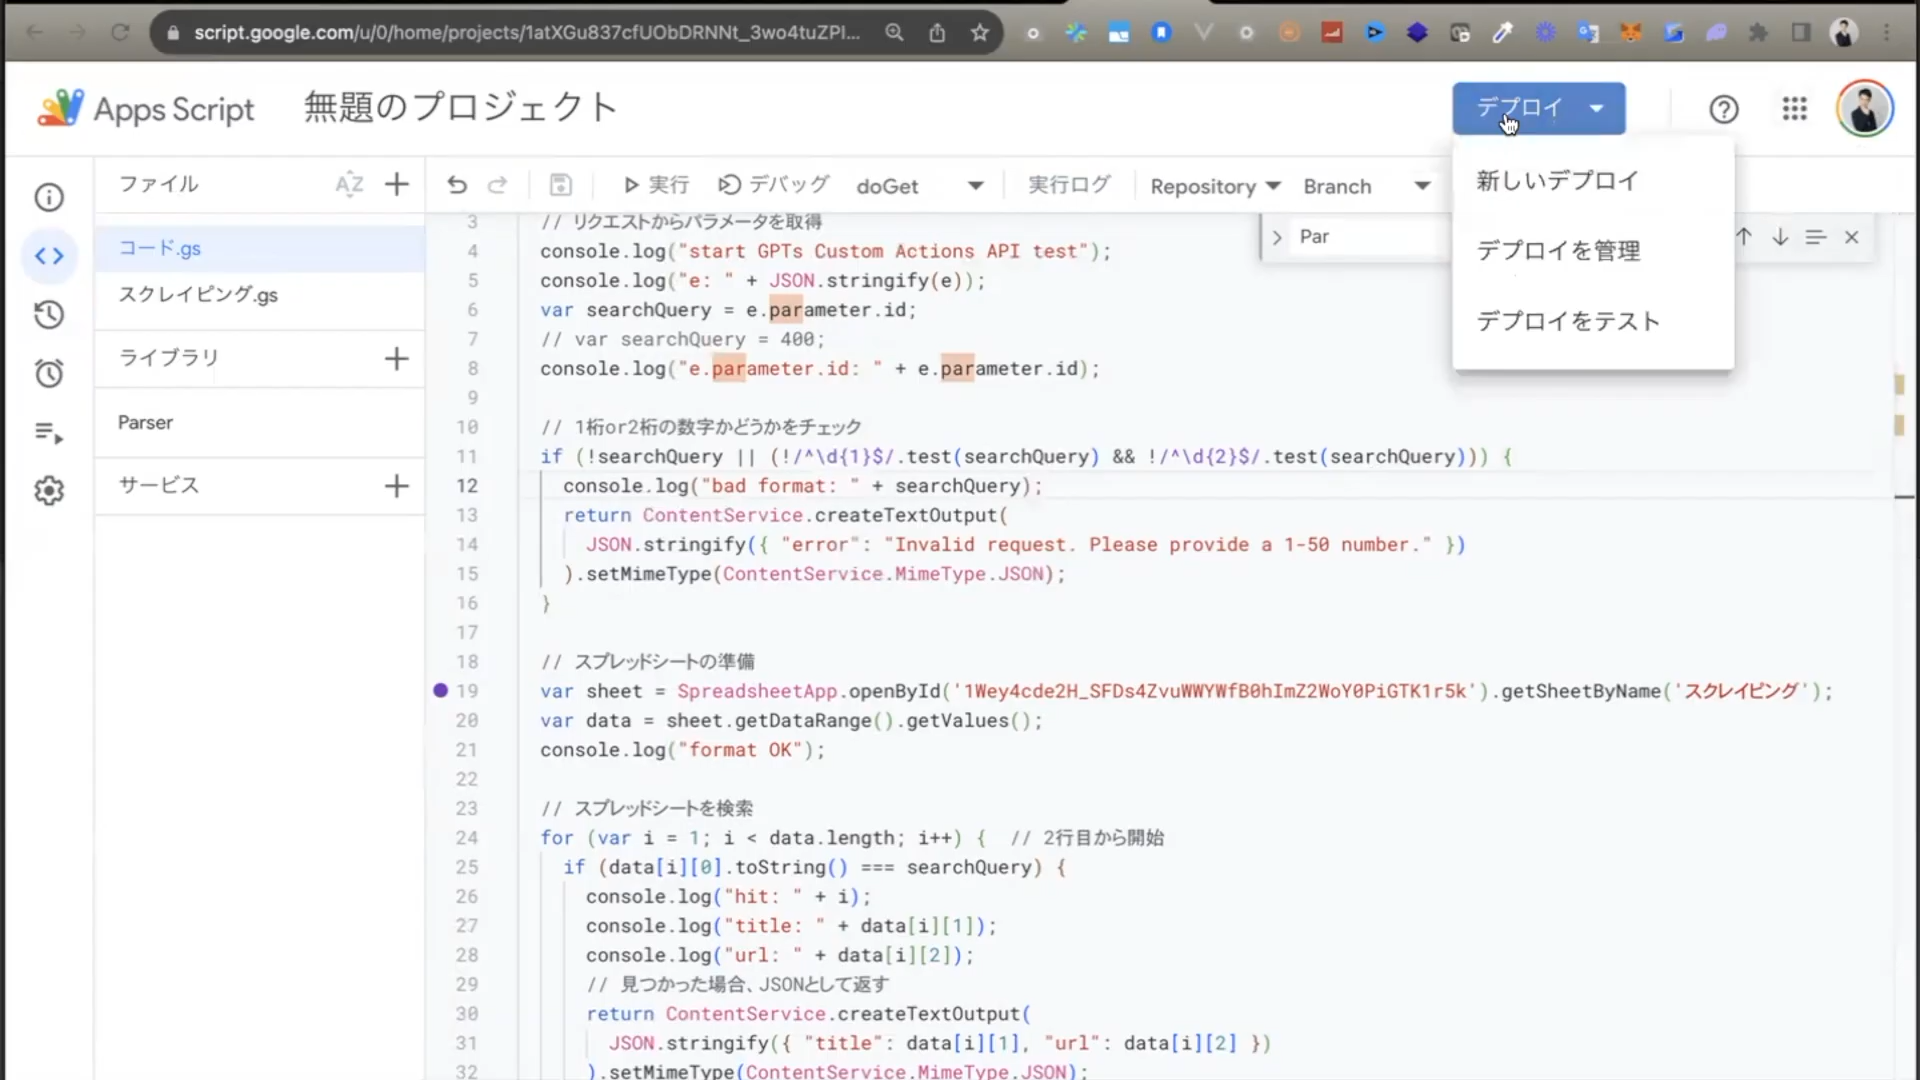 script.google.com/u/0/home/projects/1atXGu837cfUObDRNNt_3wo4tuZPl...
Apps Script
無題のプロジェクト
デプロイ
新しいデプロイ
デプロイを管理
デプロイをテスト
ファイル
コード.gs
スクレイピング.gs
ライブラリ
Parser
サービス
実行
デバッグ
doGet
実行ログ
Repository
Branch
Par
3 // リクエストからパラメータを取得
4 console.log("start GPTs Custom Actions API test");
5 console.log("e: " + JSON.stringify(e));
6 var searchQuery = e.parameter.id;
7 // var searchQuery = 400;
8 console.log("e.parameter.id: " + e.parameter.id);
9
10 // 1桁or2桁の数字かどうかをチェック
11 if (!searchQuery || (!/^\d{1}$/.test(searchQuery) && !/^\d{2}$/.test(searchQuery))) {
12 console.log("bad format: " + searchQuery);
13 return ContentService.createTextOutput(
14 JSON.stringify({ "error": "Invalid request. Please provide a 1-50 number." })
15 ).setMimeType(ContentService.MimeType.JSON);
16 }
17
18 // スプレッドシートの準備
19 var sheet = SpreadsheetApp.openById('1Wey4cde2H_SFDs4ZvuWWYWfB0hImZ2WoY0PiGTK1r5k').getSheetByName('スクレイピング');
20 var data = sheet.getDataRange().getValues();
21 console.log("format OK");
22
23 // スプレッドシートを検索
24 for (var i = 1; i < data.length; i++) { // 2行目から開始
25 if (data[i][0].toString() === searchQuery) {
26 console.log("hit: " + i);
27 console.log("title: " + data[i][1]);
28 console.log("url: " + data[i][2]);
29 // 見つかった場合、JSONとして返す
30 return ContentService.createTextOutput(
31 JSON.stringify({ "title": data[i][1], "url": data[i][2] })
32 ).setMimeType(ContentService.MimeType.JSON);